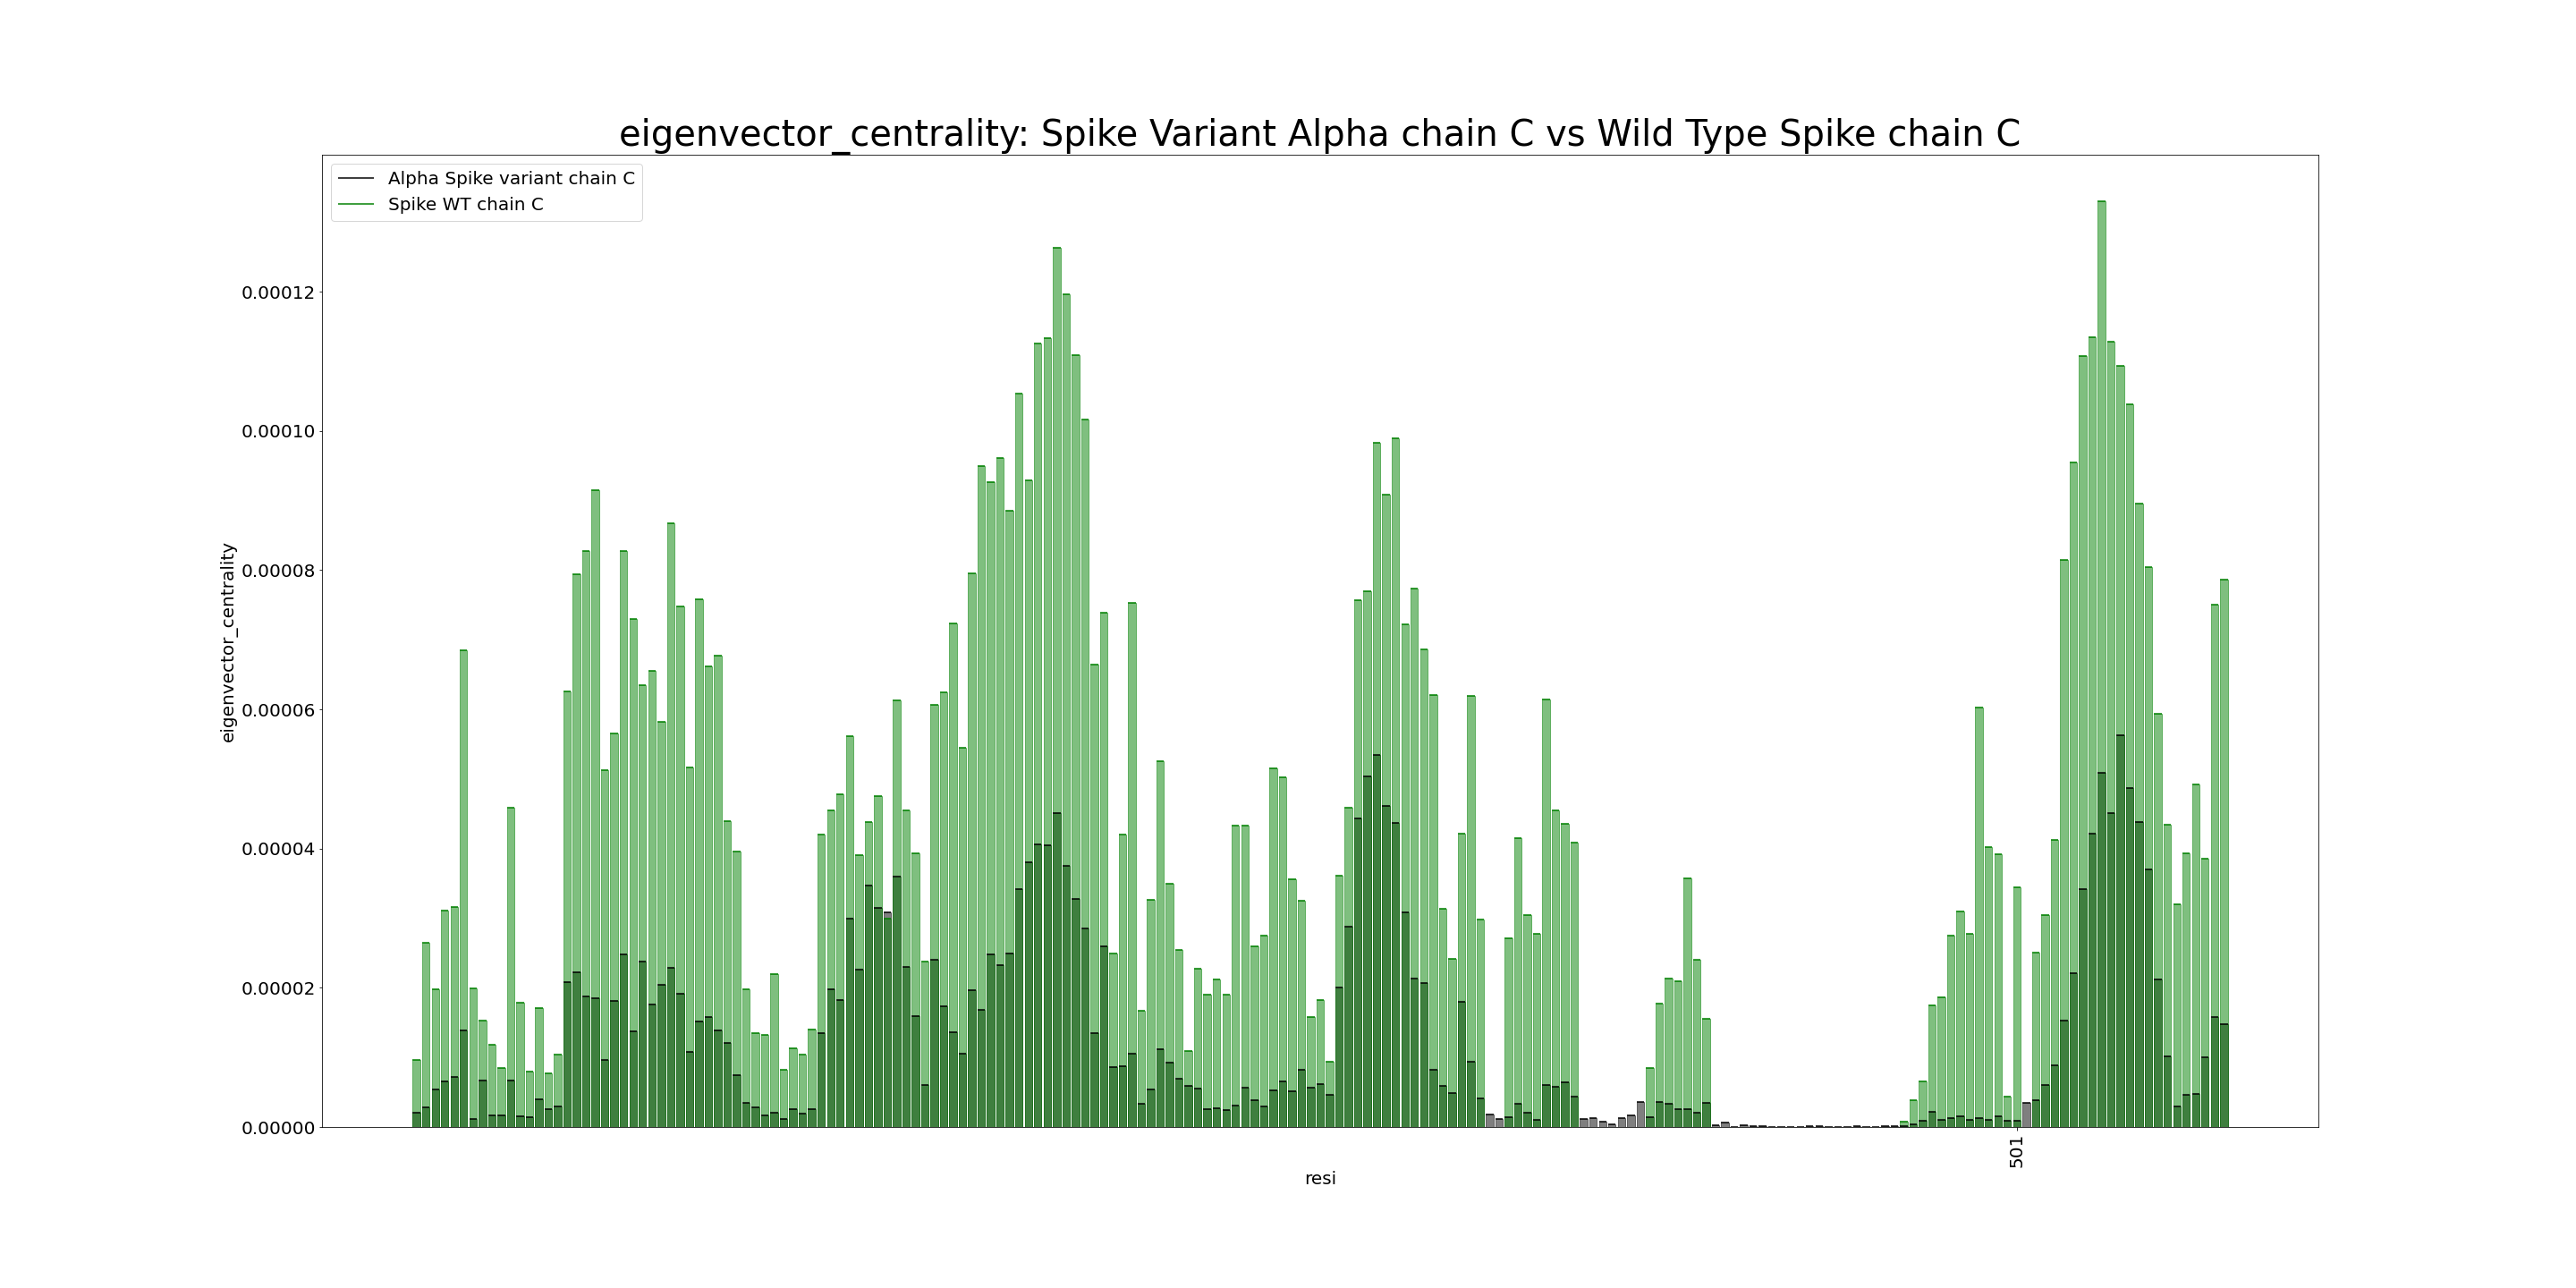 eigenvector_centrality: Spike Variant Alpha chain C vs Wild Type Spike chain C
Alpha Spike variant chain C
Spike WT chain C
eigenvector_centrality
0.00012
0.00010
0.00008
0.00006
0.00004
0.00002
0.00000
501
resi